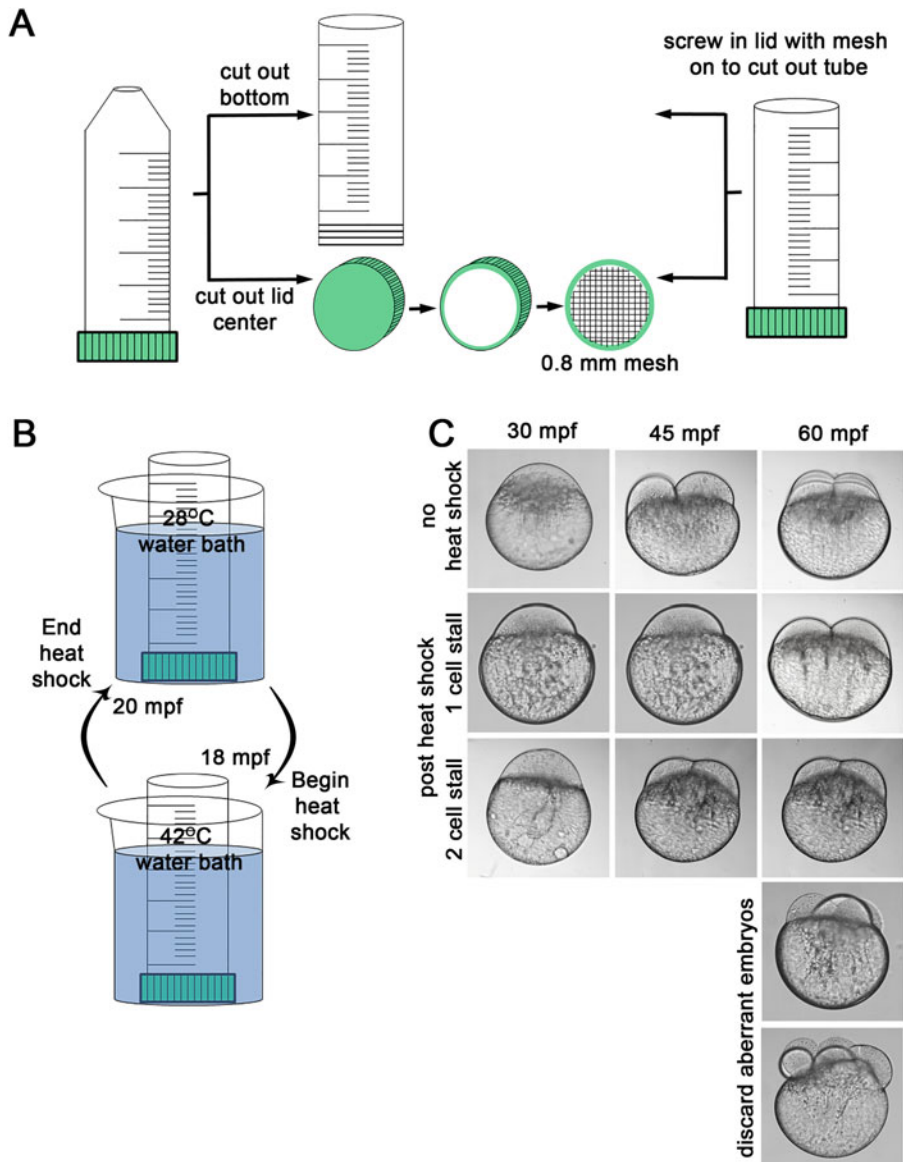 A
cut out
bottom
screw in lid with mesh
on to cut out tube
cut out lid
center
0.8 mm mesh
B
28°C
water bath
End
heat
shock
20 mpf
18 mpf
Begin
heat
shock
42°C
water bath
C
30 mpf
45 mpf
60 mpf
no
heat shock
post heat shock
1 cell stall
2 cell stall
discard aberrant embryos